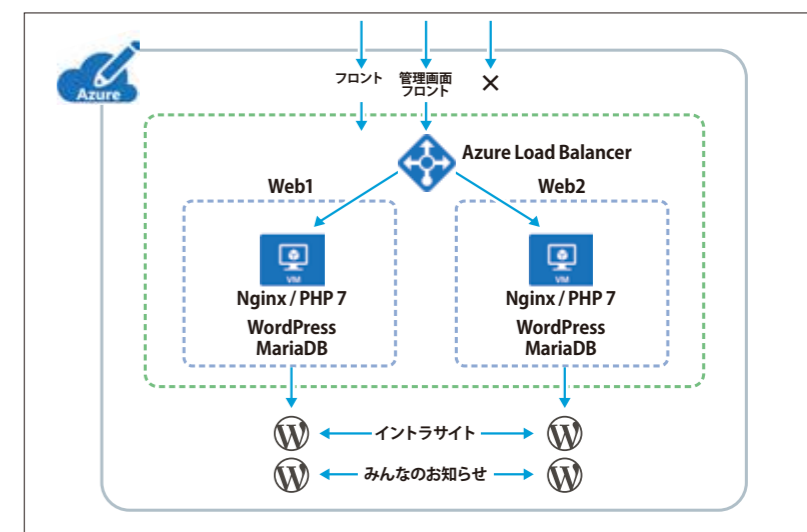 Azure
フロント
管理画面
フロント
×
Azure Load Balancer
Web1
Web2
VM
Nginx / PHP 7
WordPress
MariaDB
VM
Nginx / PHP 7
WordPress
MariaDB
イントラサイト
みんなのお知らせ